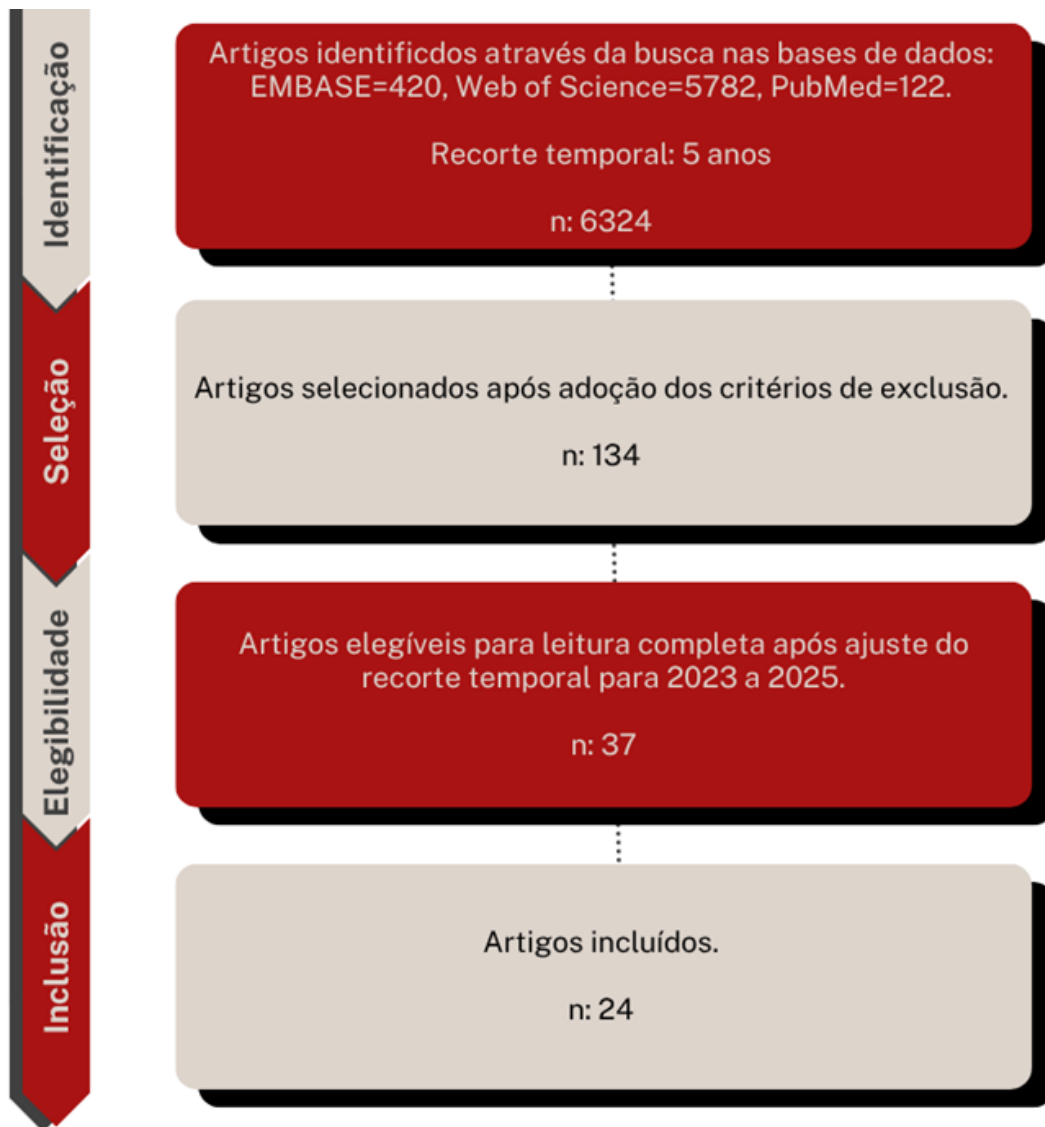 Identificação
Artigos identificdos através da busca nas bases de dados:
EMBASE=420, Web of Science=5782, PubMed=122.
Recorte temporal: 5 anos
n: 6324
Seleção
Artigos selecionados após adoção dos critérios de exclusão.
n: 134
Elegibilidade
Artigos elegíveis para leitura completa após ajuste do
recorte temporal para 2023 a 2025.
n: 37
Inclusão
Artigos incluídos.
n: 24